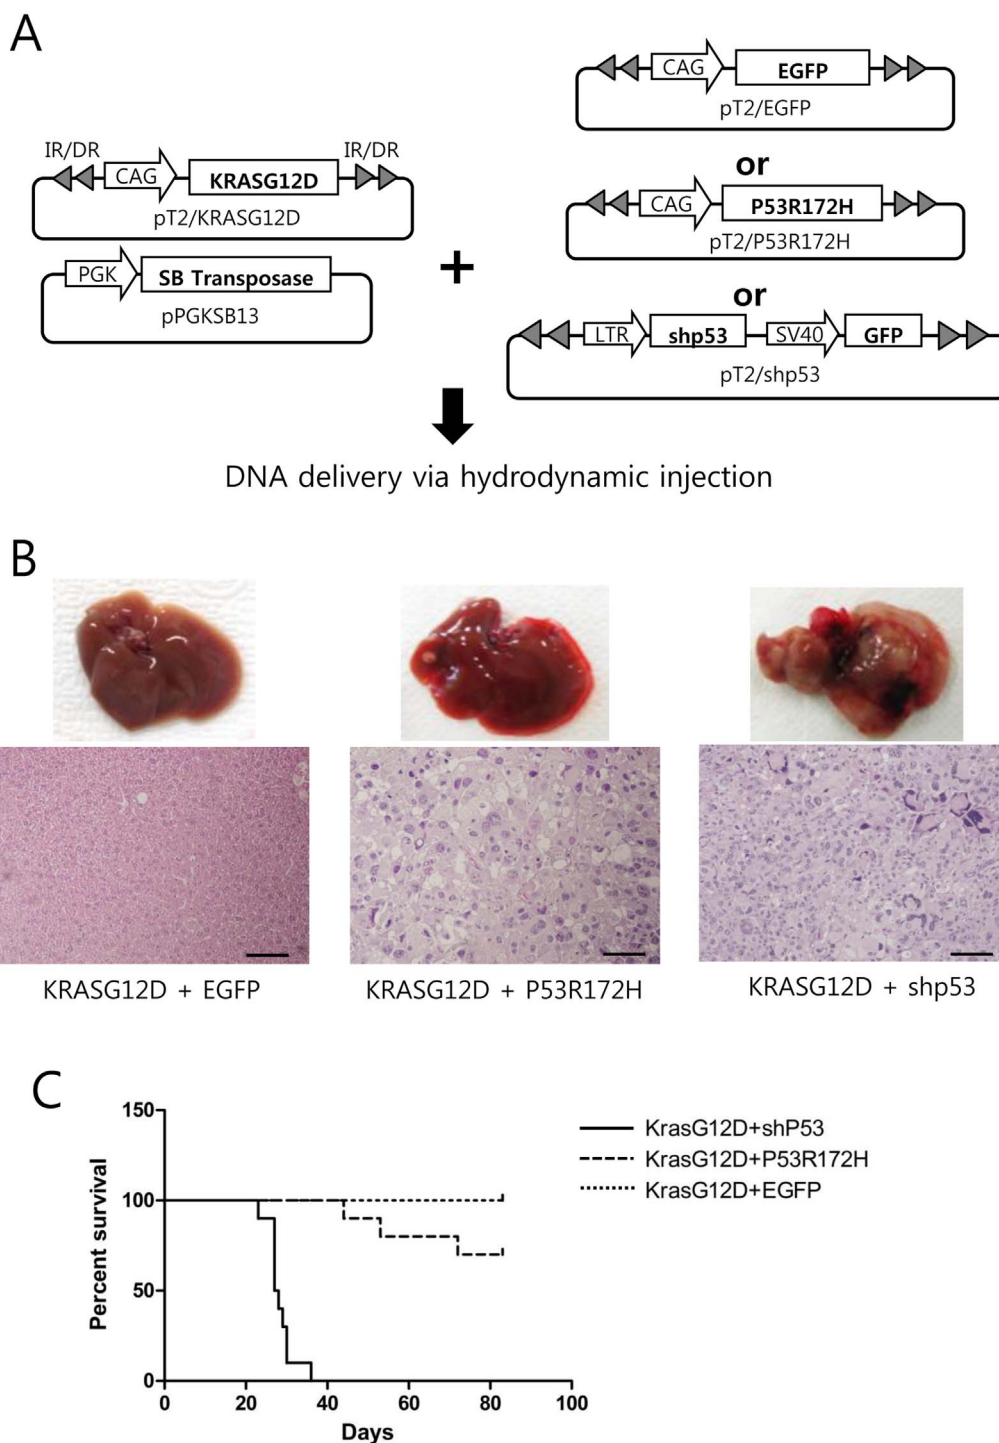 A
IR/DR
IR/DR
CAG
KRASG12D
pT2/KRASG12D
PGK
SB Transposase
pPGKSB13
+
CAG
EGFP
pT2/EGFP
or
CAG
P53R172H
pT2/P53R172H
or
LTR
shp53
SV40
GFP
pT2/shp53
DNA delivery via hydrodynamic injection
B
KRASG12D + EGFP
KRASG12D + P53R172H
KRASG12D + shp53
C
150
100
50
0
Percent survival
0 20 40 60 80 100
Days
KrasG12D+shP53
KrasG12D+P53R172H
KrasG12D+EGFP